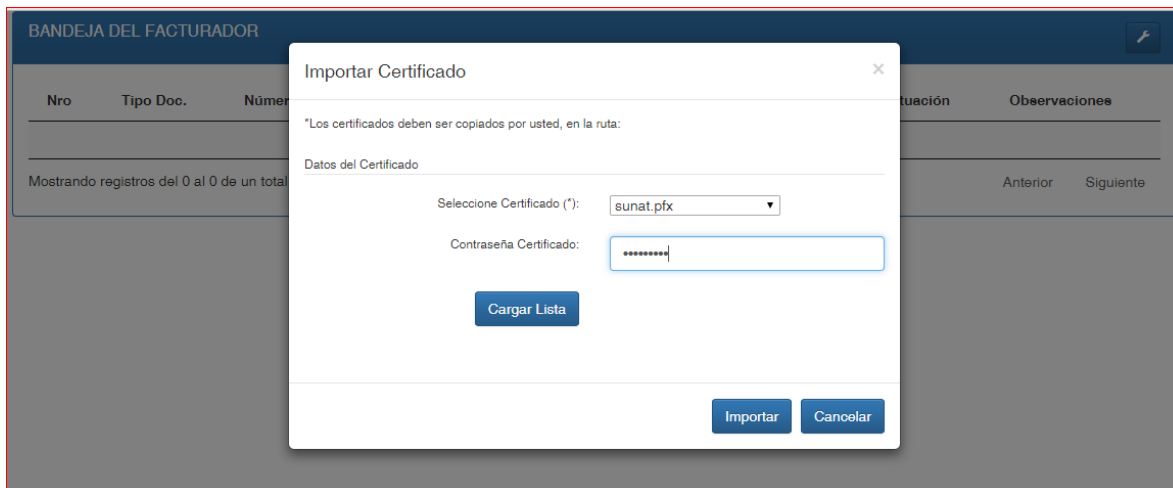 BANDEJA DEL FACTURADOR
Importar Certificado ×
Nro Tipo Doc. Númer tuación Observaciones
*Los certificados deben ser copiados por usted, en la ruta:
Datos del Certificado
Mostrando registros del 0 al 0 de un total Anterior Siguiente
Seleccione Certificado (*): sunat.pfx
Contraseña Certificado: •••••••••
Cargar Lista
Importar Cancelar